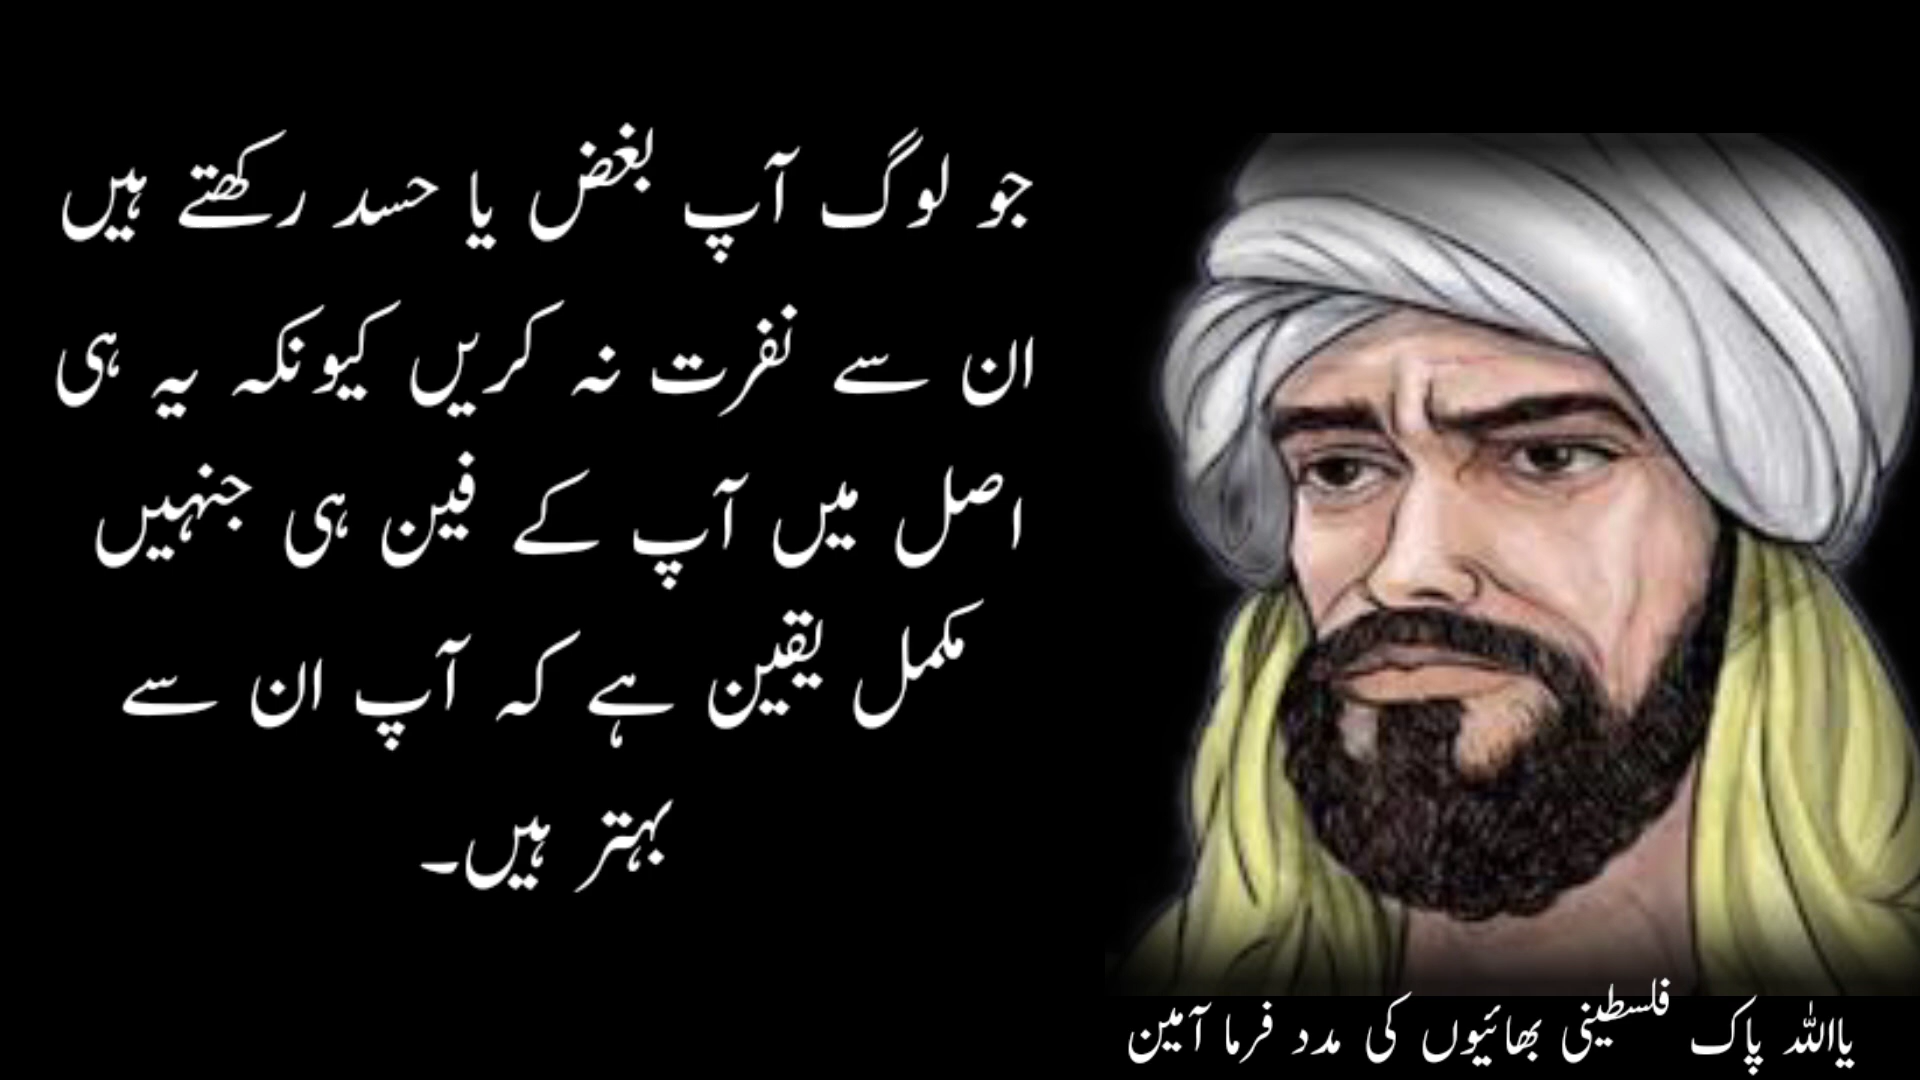 جو لوگ آپ بغض یا حسد رکھتے ہیں
ان سے نفرت نہ کریں کیونکہ یہ ہی
اصل میں آپ کے فین ہی جنہیں
مکمل یقین ہے کہ آپ ان سے
بہتر ہیں۔
یااللہ پاک فلسطینی بھائیوں کی مدد فرما آمین